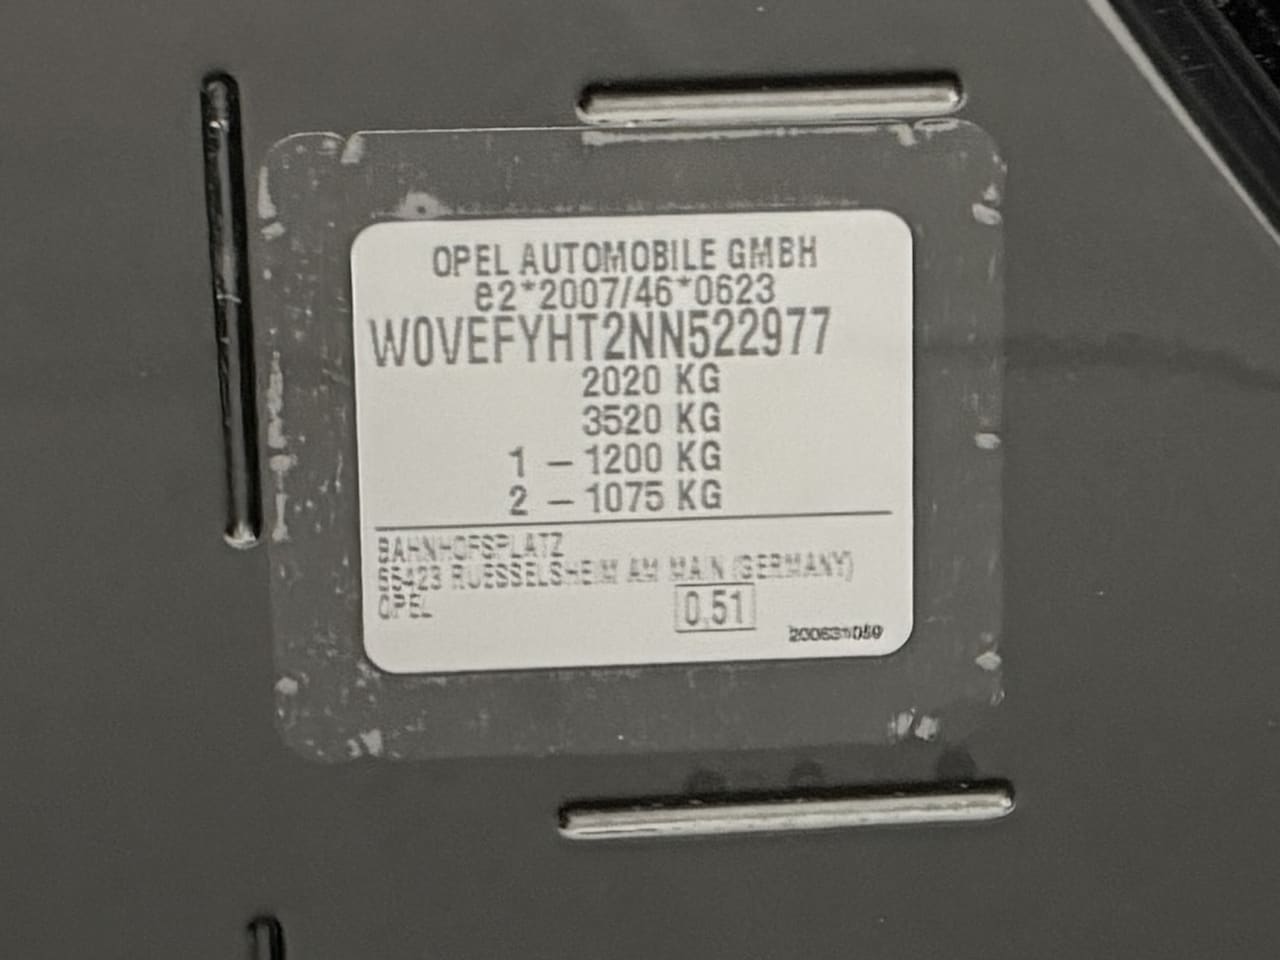 OPEL AUTOMOBILE GMBH
e2*2007/46*0623
W0VEFYHT2NN522977
2020 KG
3520 KG
1 – 1200 KG
2 – 1075 KG
BAHNHOFSPLATZ
65423 RUESSELSHEIM AM MAIN (GERMANY)
OPEL
0.51